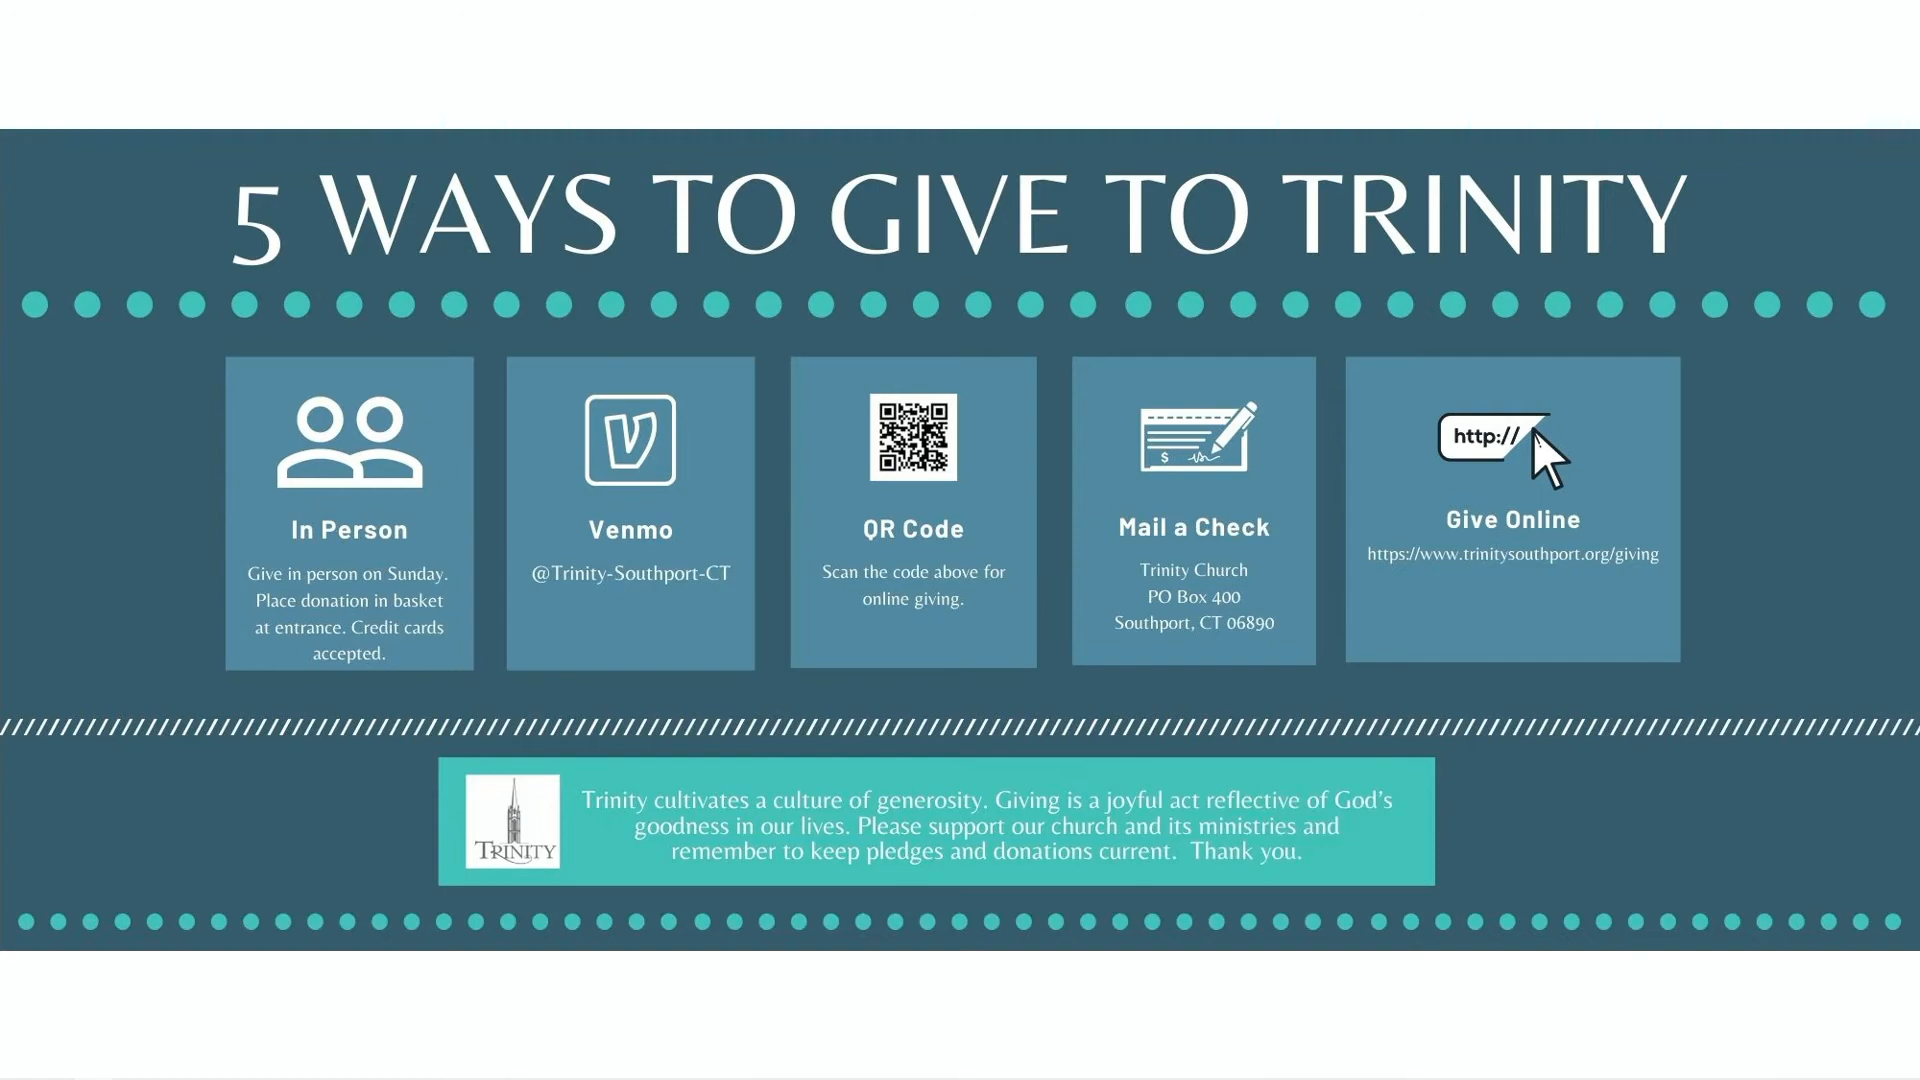 5 WAYS TO GIVE TO TRINITY
In Person
Give in person on Sunday.
Place donation in basket
at entrance. Credit cards
accepted.
Venmo
@Trinity-Southport-CT
QR Code
Scan the code above for
online giving.
$
Mail a Check
Trinity Church
PO Box 400
Southport, CT 06890
http://
Give Online
https://www.trinitysouthport.org/giving
TRINITY
Trinity cultivates a culture of generosity. Giving is a joyful act reflective of God's
goodness in our lives. Please support our church and its ministries and
remember to keep pledges and donations current.  Thank you.